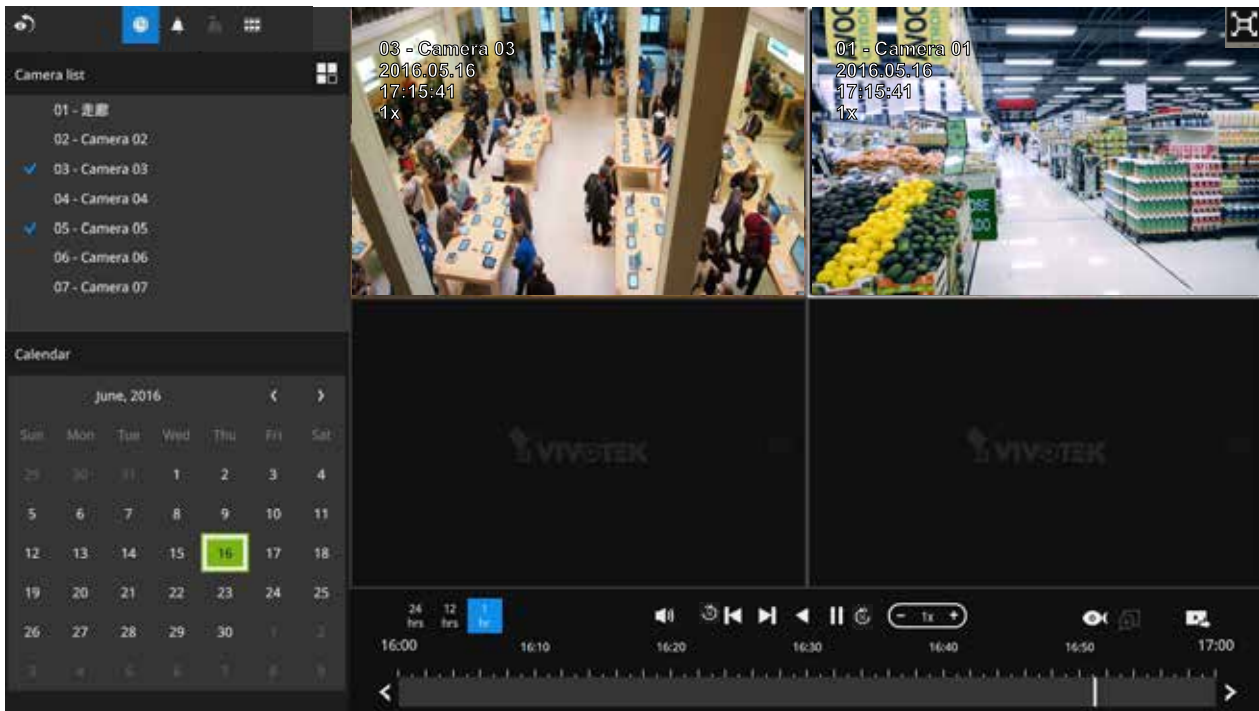 Camera list
01 - 走廊
02 - Camera 02
03 - Camera 03
04 - Camera 04
05 - Camera 05
06 - Camera 06
07 - Camera 07
Calendar
June, 2016
Sun Mon Tue Wed Thu Fri Sat
29 30 31 1 2 3 4
5 6 7 8 9 10 11
12 13 14 15 16 17 18
19 20 21 22 23 24 25
26 27 28 29 30 1 2
3 4 5 6 7 8 9
03 - Camera 03
2016.05.16
17:15:41
1x
01 - Camera 01
2016.05.16
17:15:41
1x
VIVOTEK
VIVOTEK
24 hrs
12 hrs
1 hr
- 1x +
16:00 16:10 16:20 16:30 16:40 16:50 17:00